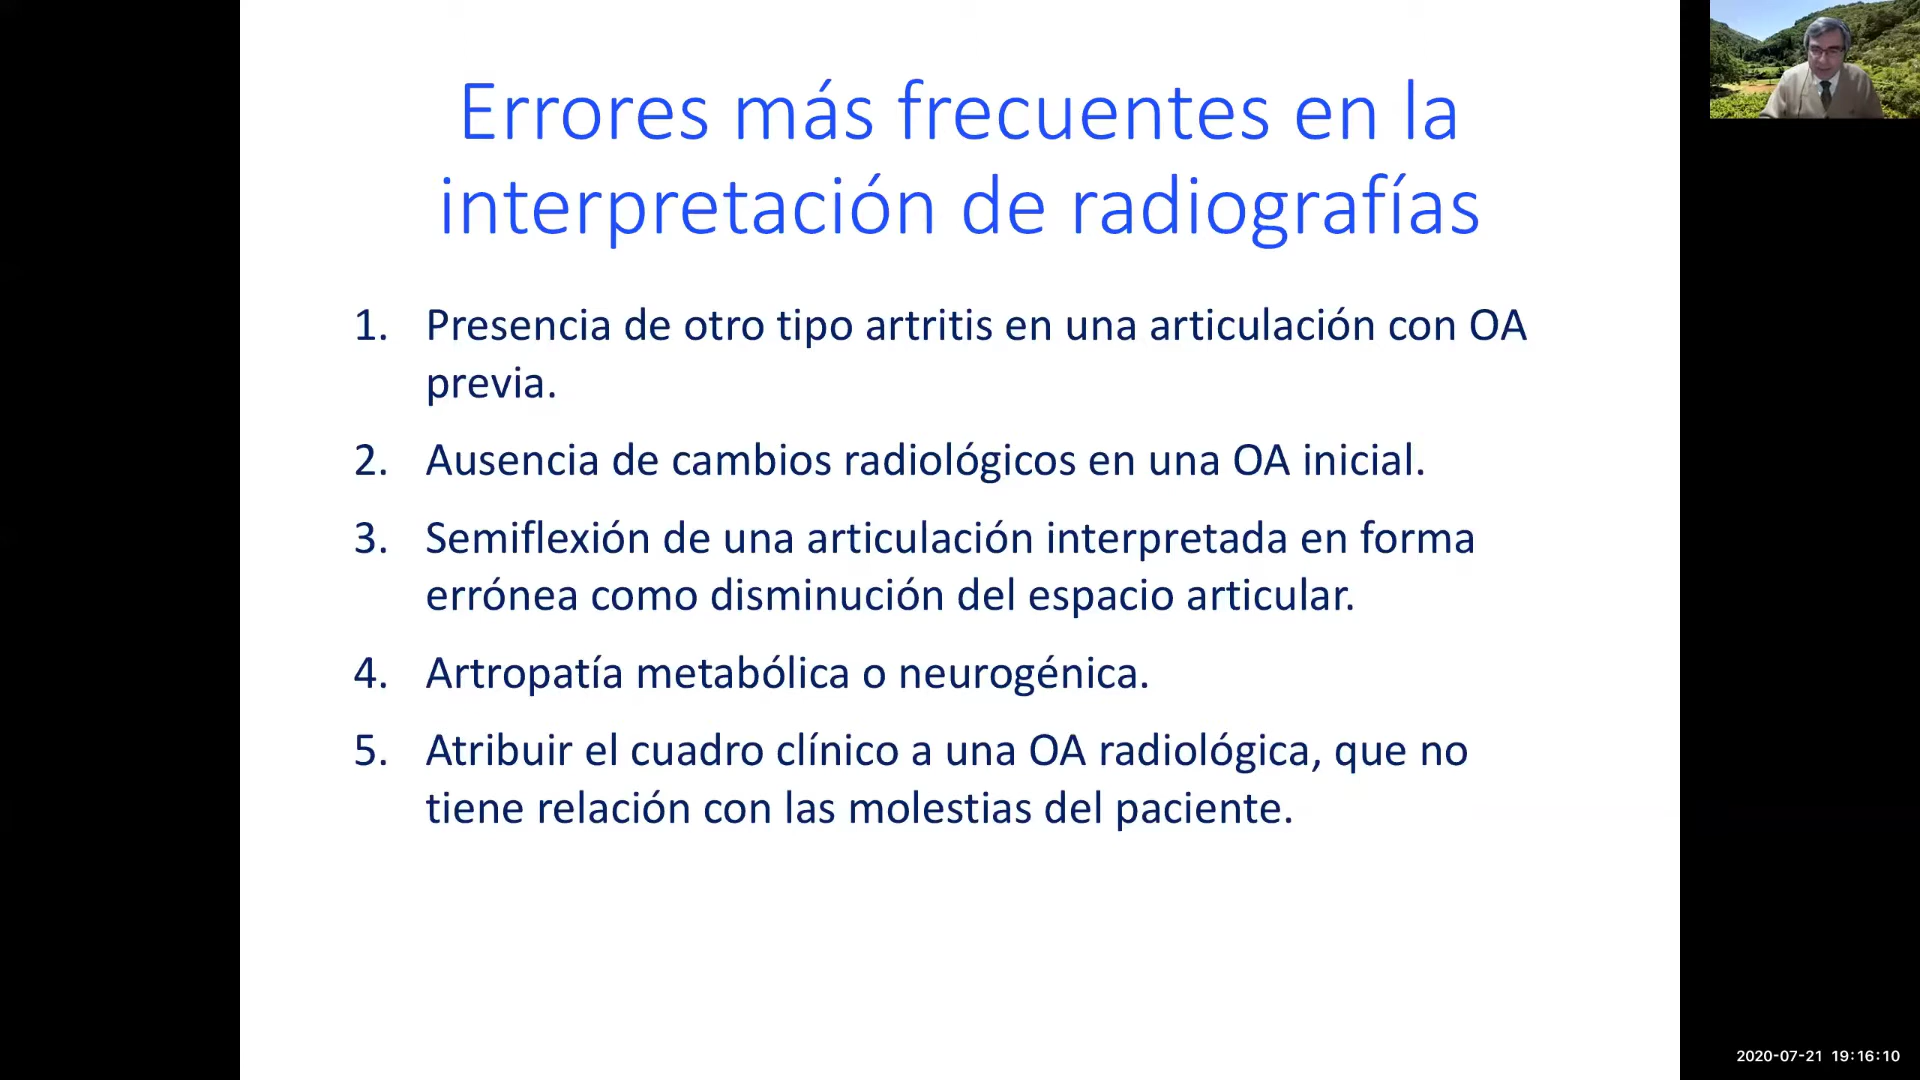 Errores más frecuentes en la
interpretación de radiografías
1. Presencia de otro tipo artritis en una articulación con OA
previa.
2. Ausencia de cambios radiológicos en una OA inicial.
3. Semiflexión de una articulación interpretada en forma
errónea como disminución del espacio articular.
4. Artropatía metabólica o neurogénica.
5. Atribuir el cuadro clínico a una OA radiológica, que no
tiene relación con las molestias del paciente.
2020-07-21 19:16:10